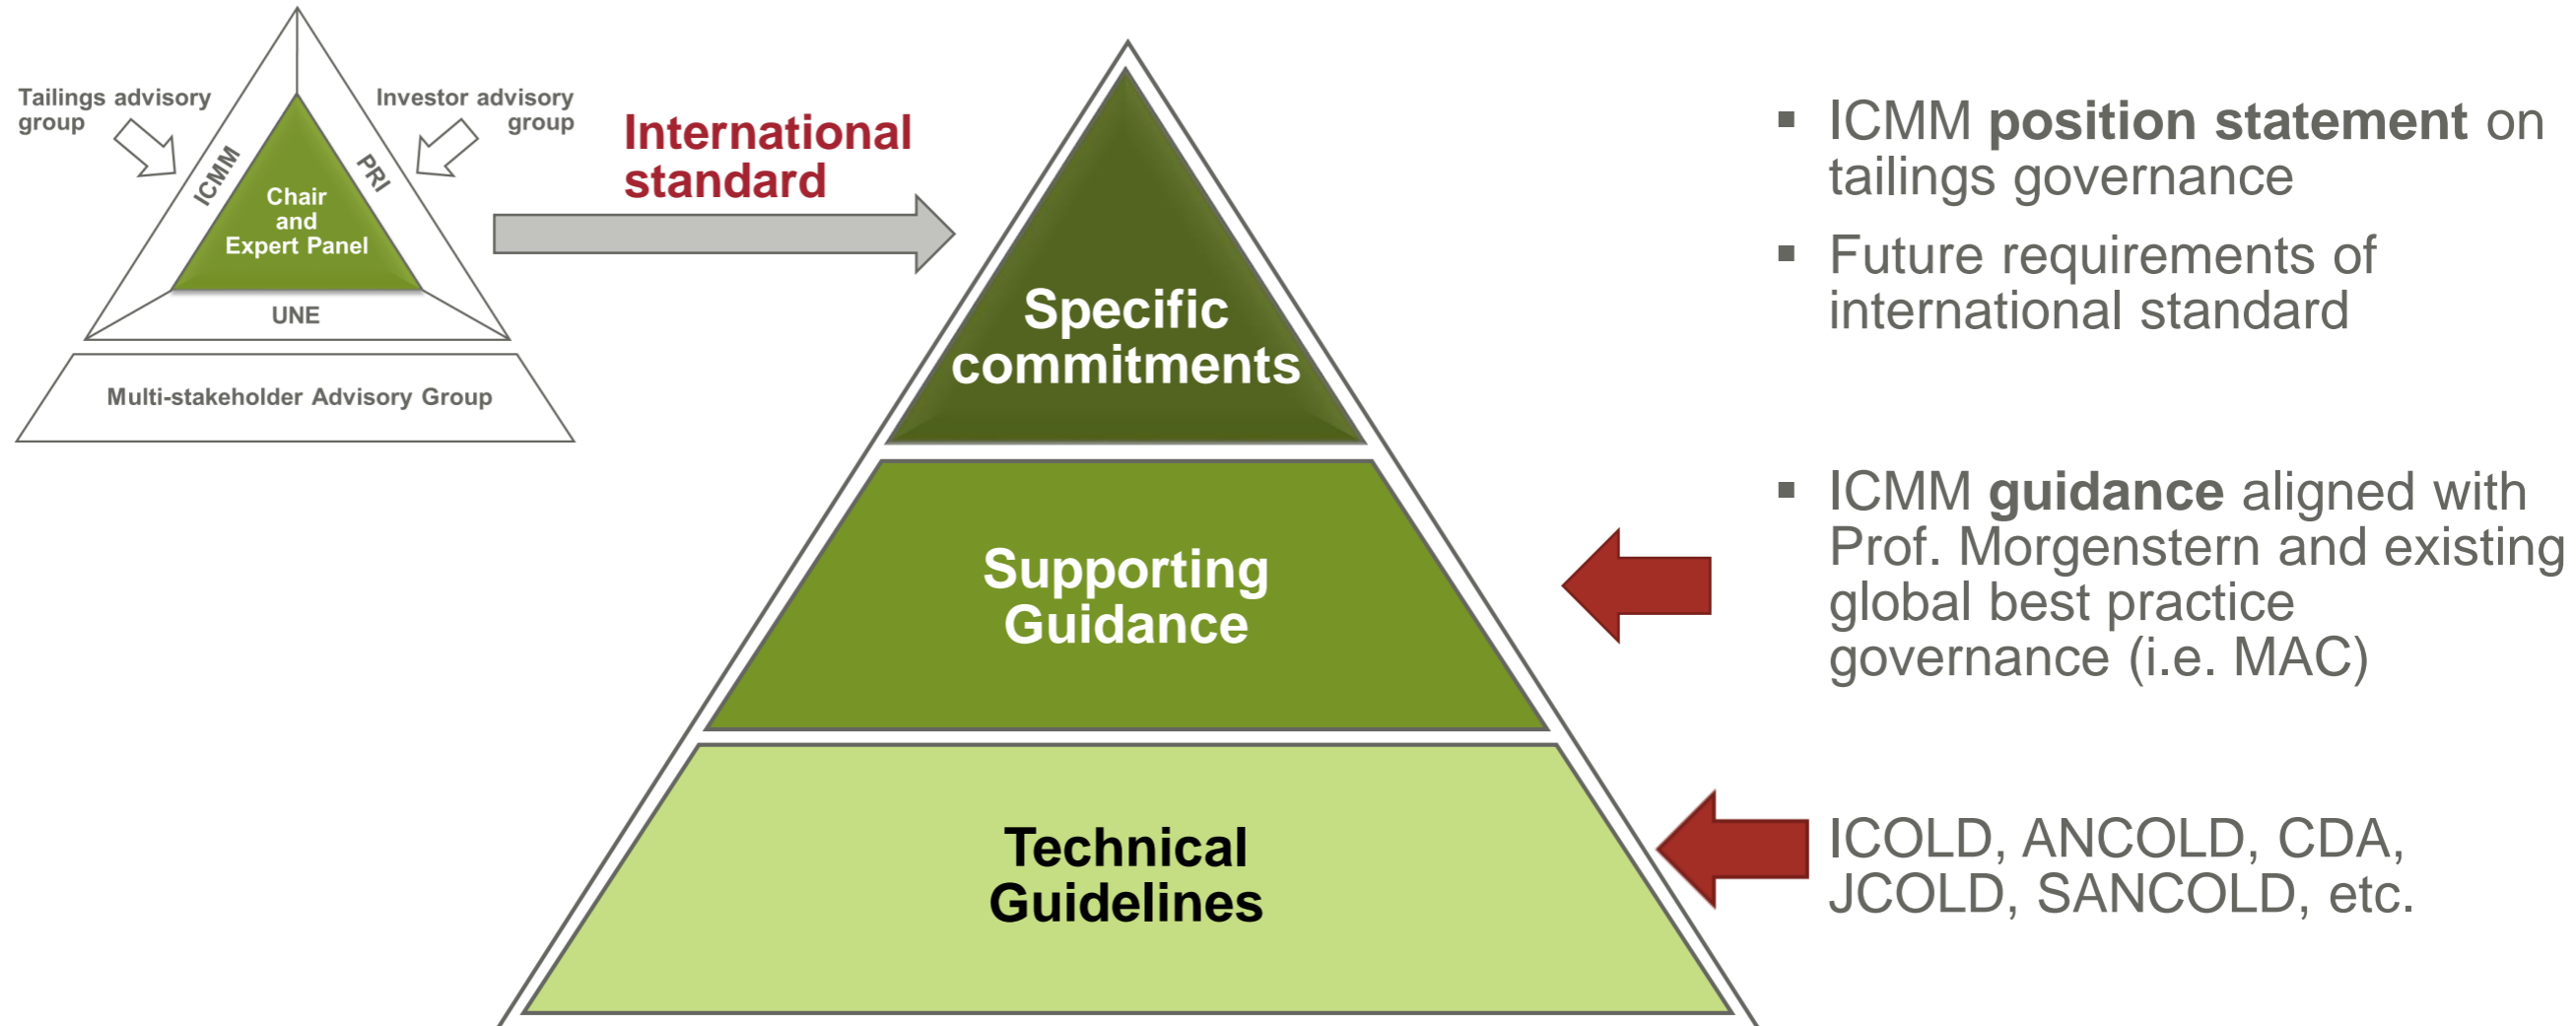 Tailings advisory
group
Investor advisory
group
ICMM
PRI
Chair
and
Expert Panel
UNE
Multi-stakeholder Advisory Group
International
standard
Specific
commitments
Supporting
Guidance
Technical
Guidelines
▪ ICMM position statement on
tailings governance
▪ Future requirements of
international standard
▪ ICMM guidance aligned with
Prof. Morgenstern and existing
global best practice
governance (i.e. MAC)
ICOLD, ANCOLD, CDA,
JCOLD, SANCOLD, etc.